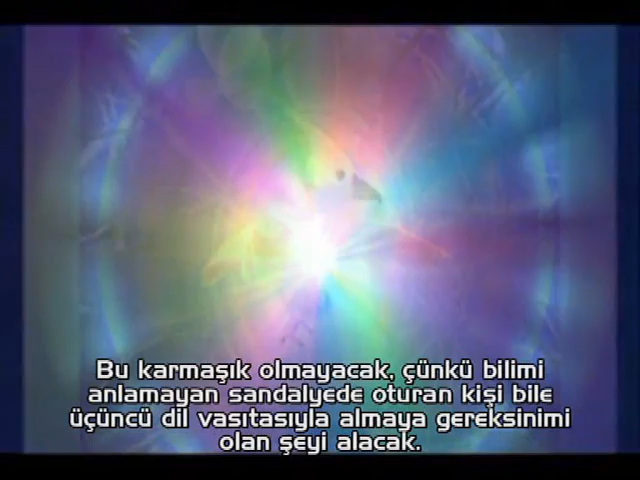 Bu karmaşık olmayacak, çünkü bilimi
anlamayan sandalyede oturan kişi bile
üçüncü dil vasıtasıyla almaya gereksinimi
olan şeyi alacak.